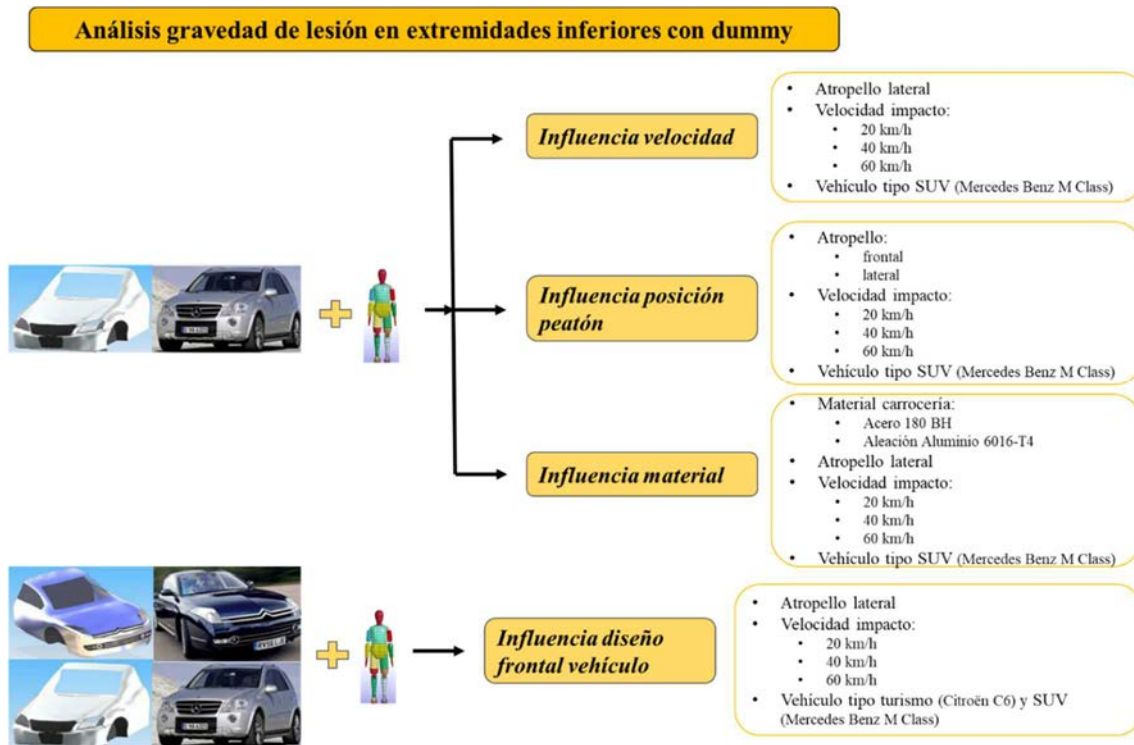 Análisis gravedad de lesión en extremidades inferiores con dummy
Influencia velocidad
• Atropello lateral
• Velocidad impacto:
• 20 km/h
• 40 km/h
• 60 km/h
• Vehículo tipo SUV (Mercedes Benz M Class)
Influencia posición
peatón
• Atropello:
• frontal
• lateral
• Velocidad impacto:
• 20 km/h
• 40 km/h
• 60 km/h
• Vehículo tipo SUV (Mercedes Benz M Class)
Influencia material
• Material carrocería:
• Acero 180 BH
• Aleación Aluminio 6016-T4
• Atropello lateral
• Velocidad impacto:
• 20 km/h
• 40 km/h
• 60 km/h
• Vehículo tipo SUV (Mercedes Benz M Class)
Influencia diseño
frontal vehículo
• Atropello lateral
• Velocidad impacto:
• 20 km/h
• 40 km/h
• 60 km/h
• Vehículo tipo turismo (Citroën C6) y SUV
(Mercedes Benz M Class)